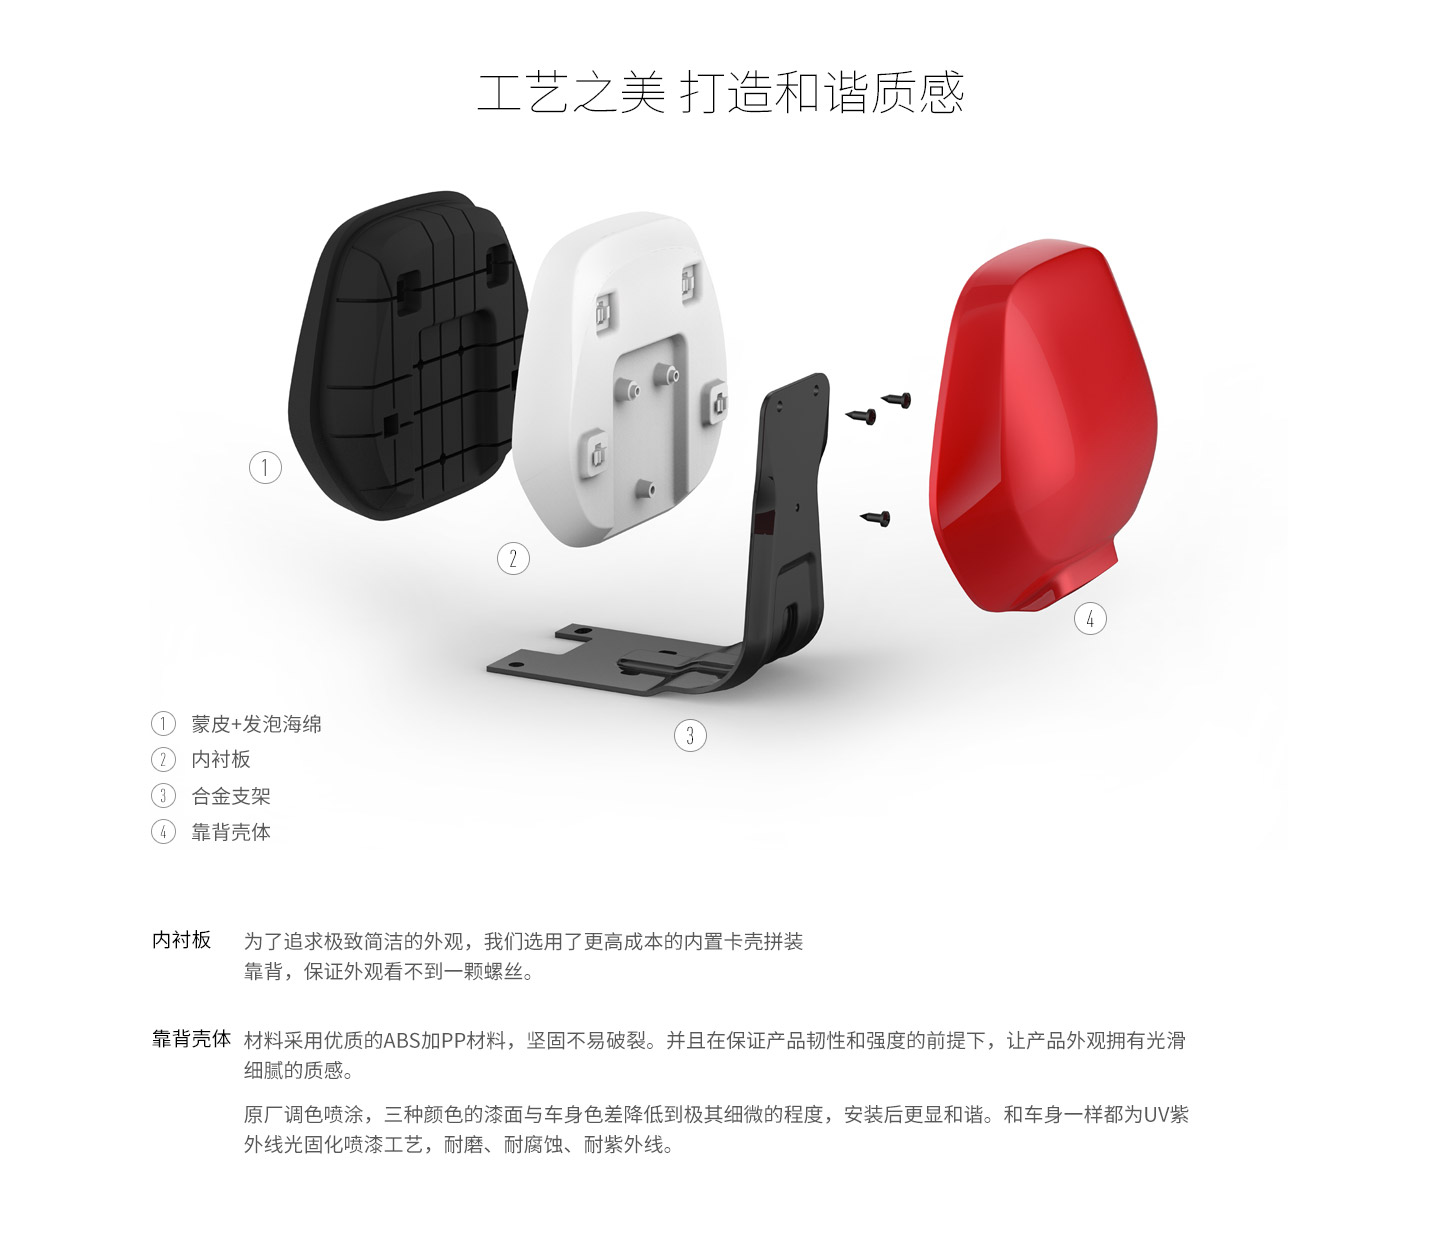 工艺之美 打造和谐质感
1
2
3
4
1 蒙皮+发泡海绵
2 内衬板
3 合金支架
4 靠背壳体
内衬板 为了追求极致简洁的外观，我们选用了更高成本的内置卡壳拼装
靠背，保证外观看不到一颗螺丝。
靠背壳体 材料采用优质的ABS加PP材料，坚固不易破裂。并且在保证产品韧性和强度的前提下，让产品外观拥有光滑
细腻的质感。
原厂调色喷涂，三种颜色的漆面与车身色差降低到极其细微的程度，安装后更显和谐。和车身一样都为UV紫
外线光固化喷漆工艺，耐磨、耐腐蚀、耐紫外线。